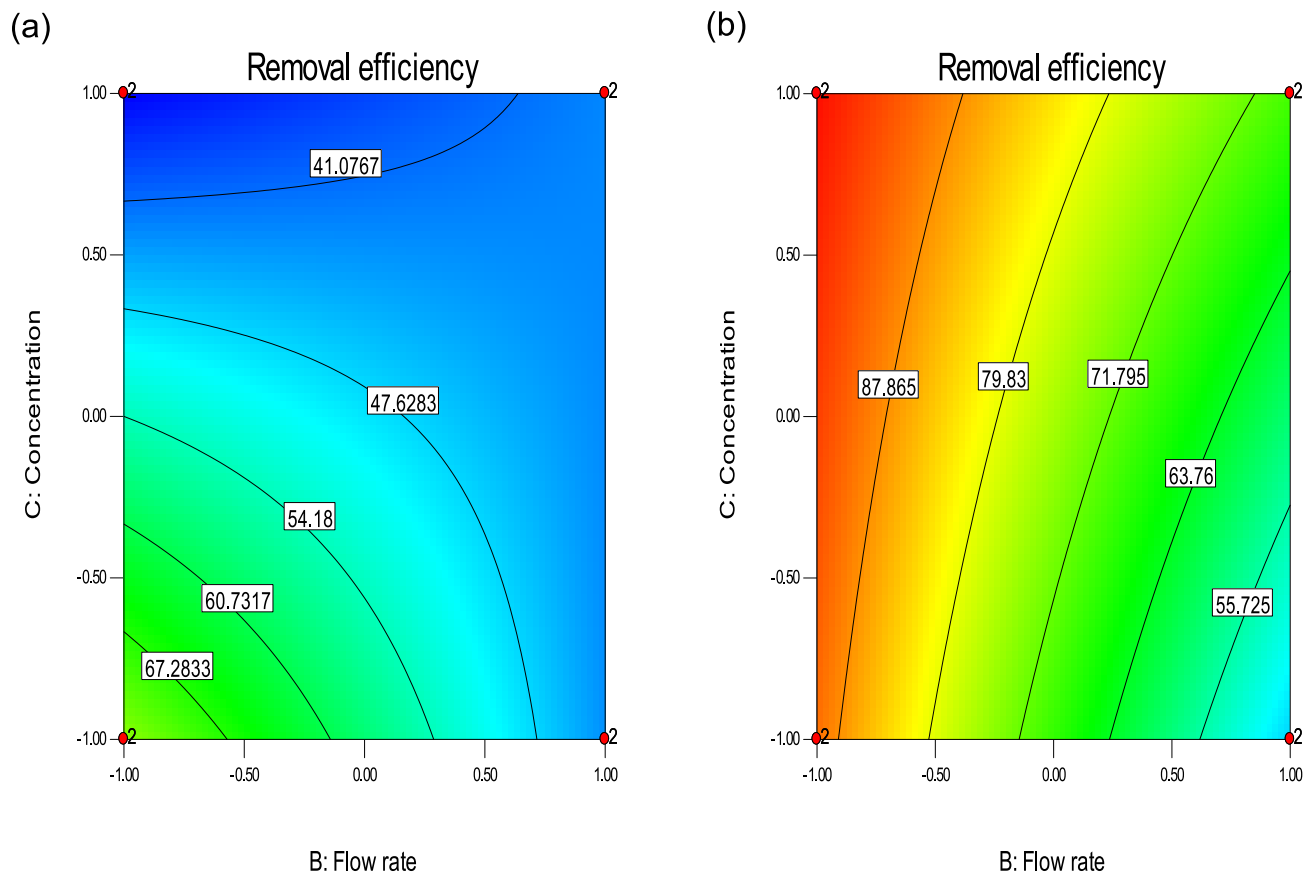 (a)
Removal efficiency
C: Concentration
1.00
0.50
0.00
-0.50
-1.00
2
2
2
2
41.0767
47.6283
54.18
60.7317
67.2833
-1.00 -0.50 0.00 0.50 1.00
B: Flow rate
(b)
Removal efficiency
C: Concentration
1.00
0.50
0.00
-0.50
-1.00
2
2
2
2
87.865
79.83
71.795
63.76
55.725
-1.00 -0.50 0.00 0.50 1.00
B: Flow rate